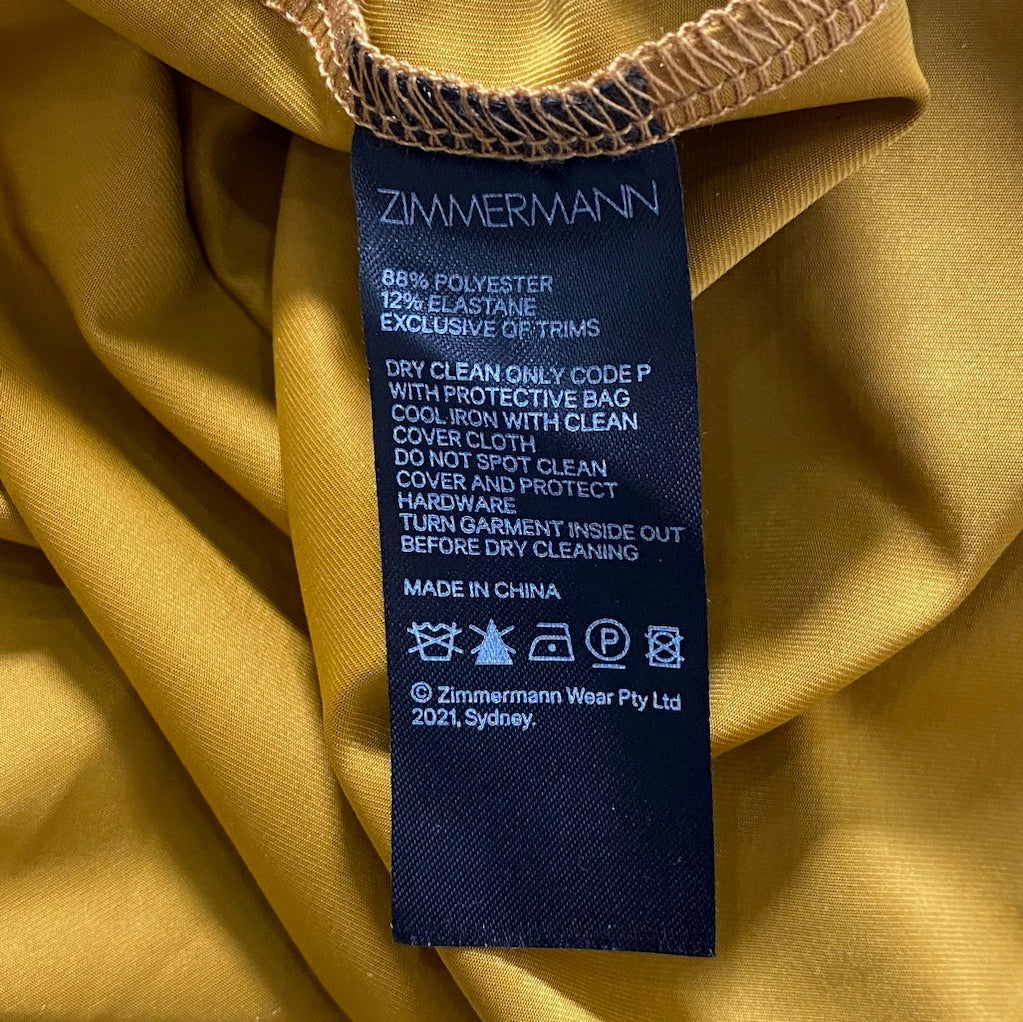 ZIMMERMANN
88% POLYESTER
12% ELASTANE
EXCLUSIVE OF TRIMS
DRY CLEAN ONLY CODE P
WITH PROTECTIVE BAG
COOL IRON WITH CLEAN
COVER CLOTH
DO NOT SPOT CLEAN
COVER AND PROTECT
HARDWARE
TURN GARMENT INSIDE OUT
BEFORE DRY CLEANING
MADE IN CHINA
P
© Zimmermann Wear Pty Ltd
2021, Sydney.